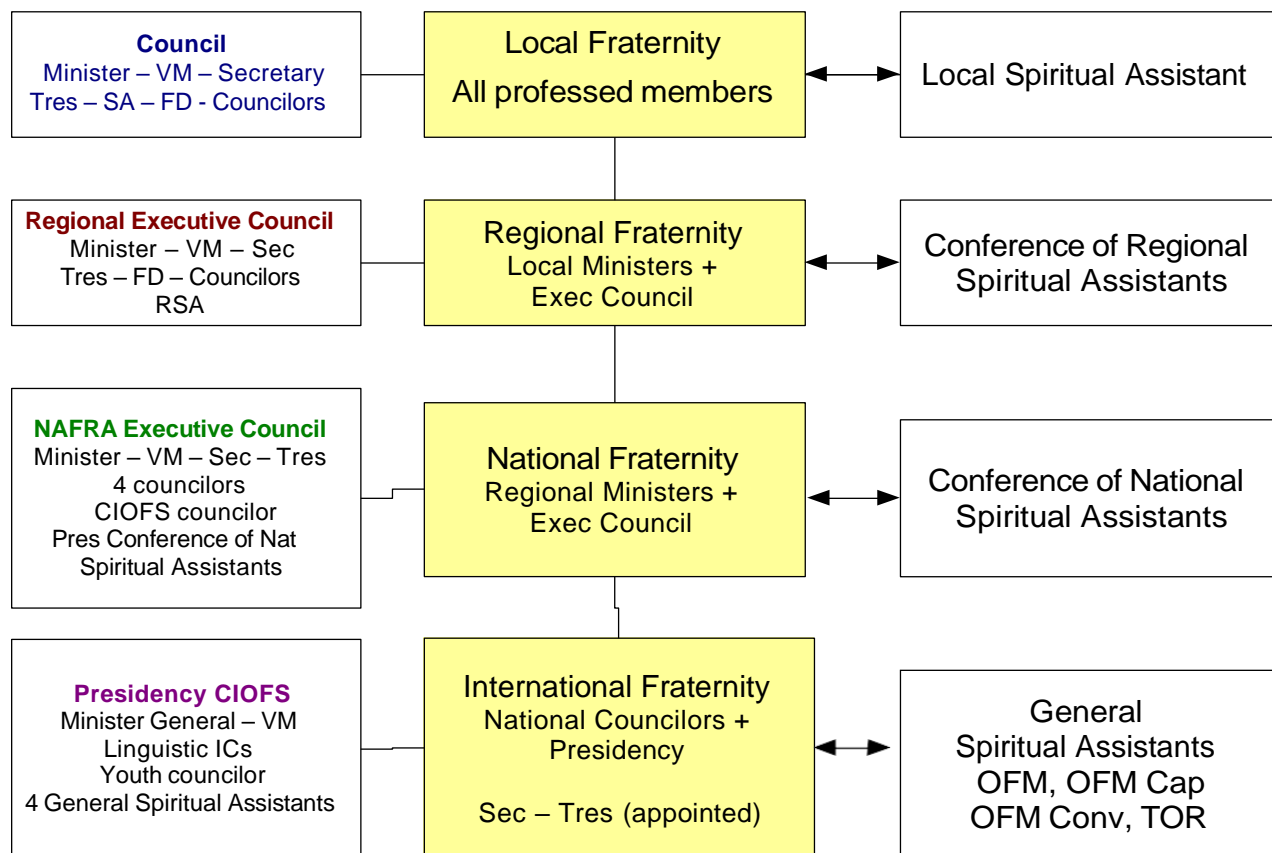 Council
Minister – VM – Secretary
Tres – SA – FD - Councilors
Local Fraternity
All professed members
Local Spiritual Assistant
Regional Executive Council
Minister – VM – Sec
Tres – FD – Councilors
RSA
Regional Fraternity
Local Ministers +
Exec Council
Conference of Regional
Spiritual Assistants
NAFRA Executive Council
Minister – VM – Sec – Tres
4 councilors
CIOFS councilor
Pres Conference of Nat
Spiritual Assistants
National Fraternity
Regional Ministers +
Exec Council
Conference of National
Spiritual Assistants
Presidency CIOFS
Minister General – VM
Linguistic ICs
Youth councilor
4 General Spiritual Assistants
International Fraternity
National Councilors +
Presidency
Sec – Tres (appointed)
General
Spiritual Assistants
OFM, OFM Cap
OFM Conv, TOR